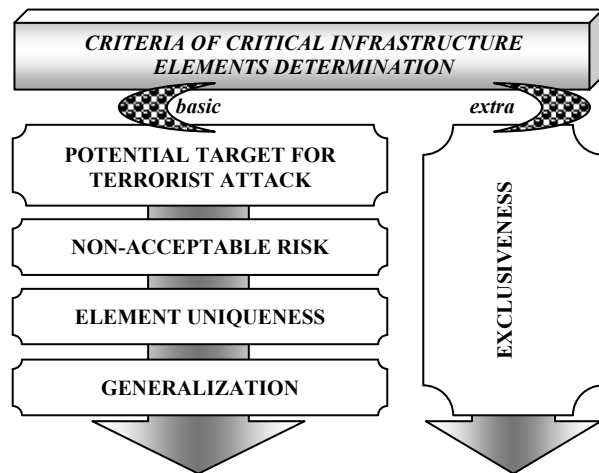 CRITERIA OF CRITICAL INFRASTRUCTURE
ELEMENTS DETERMINATION
basic
extra
POTENTIAL TARGET FOR
TERRORIST ATTACK
NON-ACCEPTABLE RISK
ELEMENT UNIQUENESS
GENERALIZATION
EXCLUSIVENESS